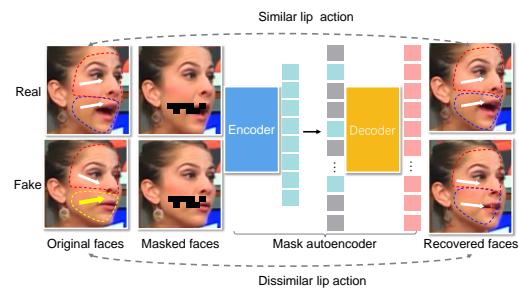 Similar lip action
Real
Encoder
Decoder
Fake
Original faces
Masked faces
Mask autoencoder
Recovered faces
Dissimilar lip action